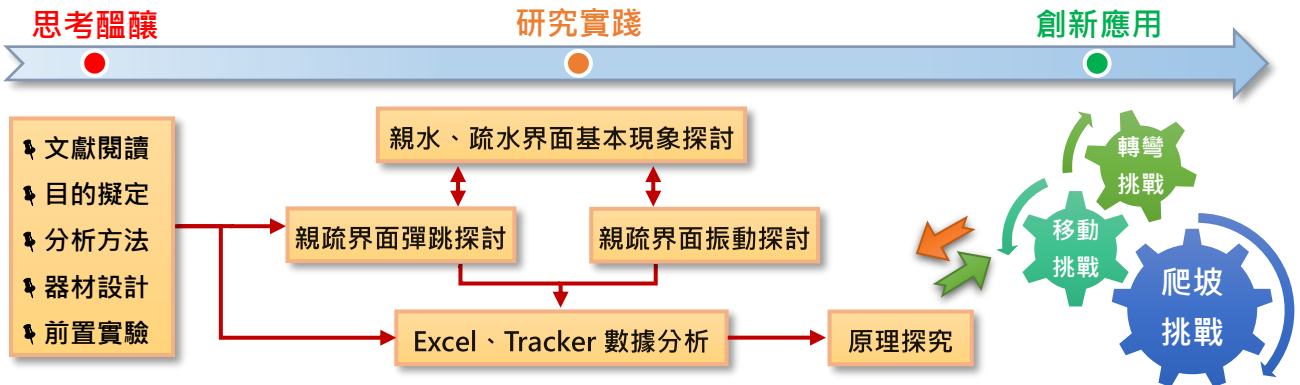 思考醞釀
研究實踐
創新應用
文獻閱讀
目的擬定
分析方法
器材設計
前置實驗
親水、疏水界面基本現象探討
親疏界面彈跳探討
親疏界面振動探討
Excel、Tracker 數據分析
原理探究
轉彎
挑戰
移動
挑戰
爬坡
挑戰